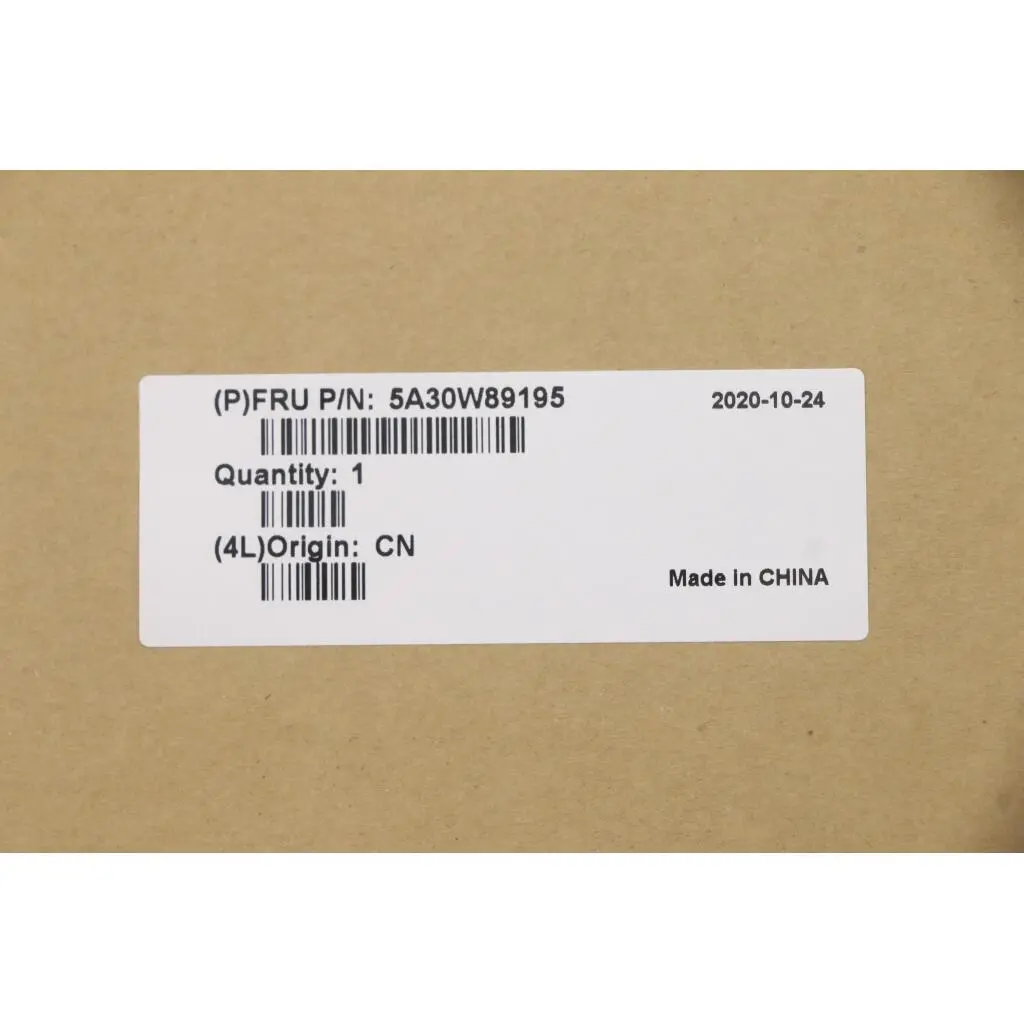 (P)FRU P/N: 5A30W89195 2020-10-24
Quantity: 1
(4L)Origin: CN
Made in CHINA